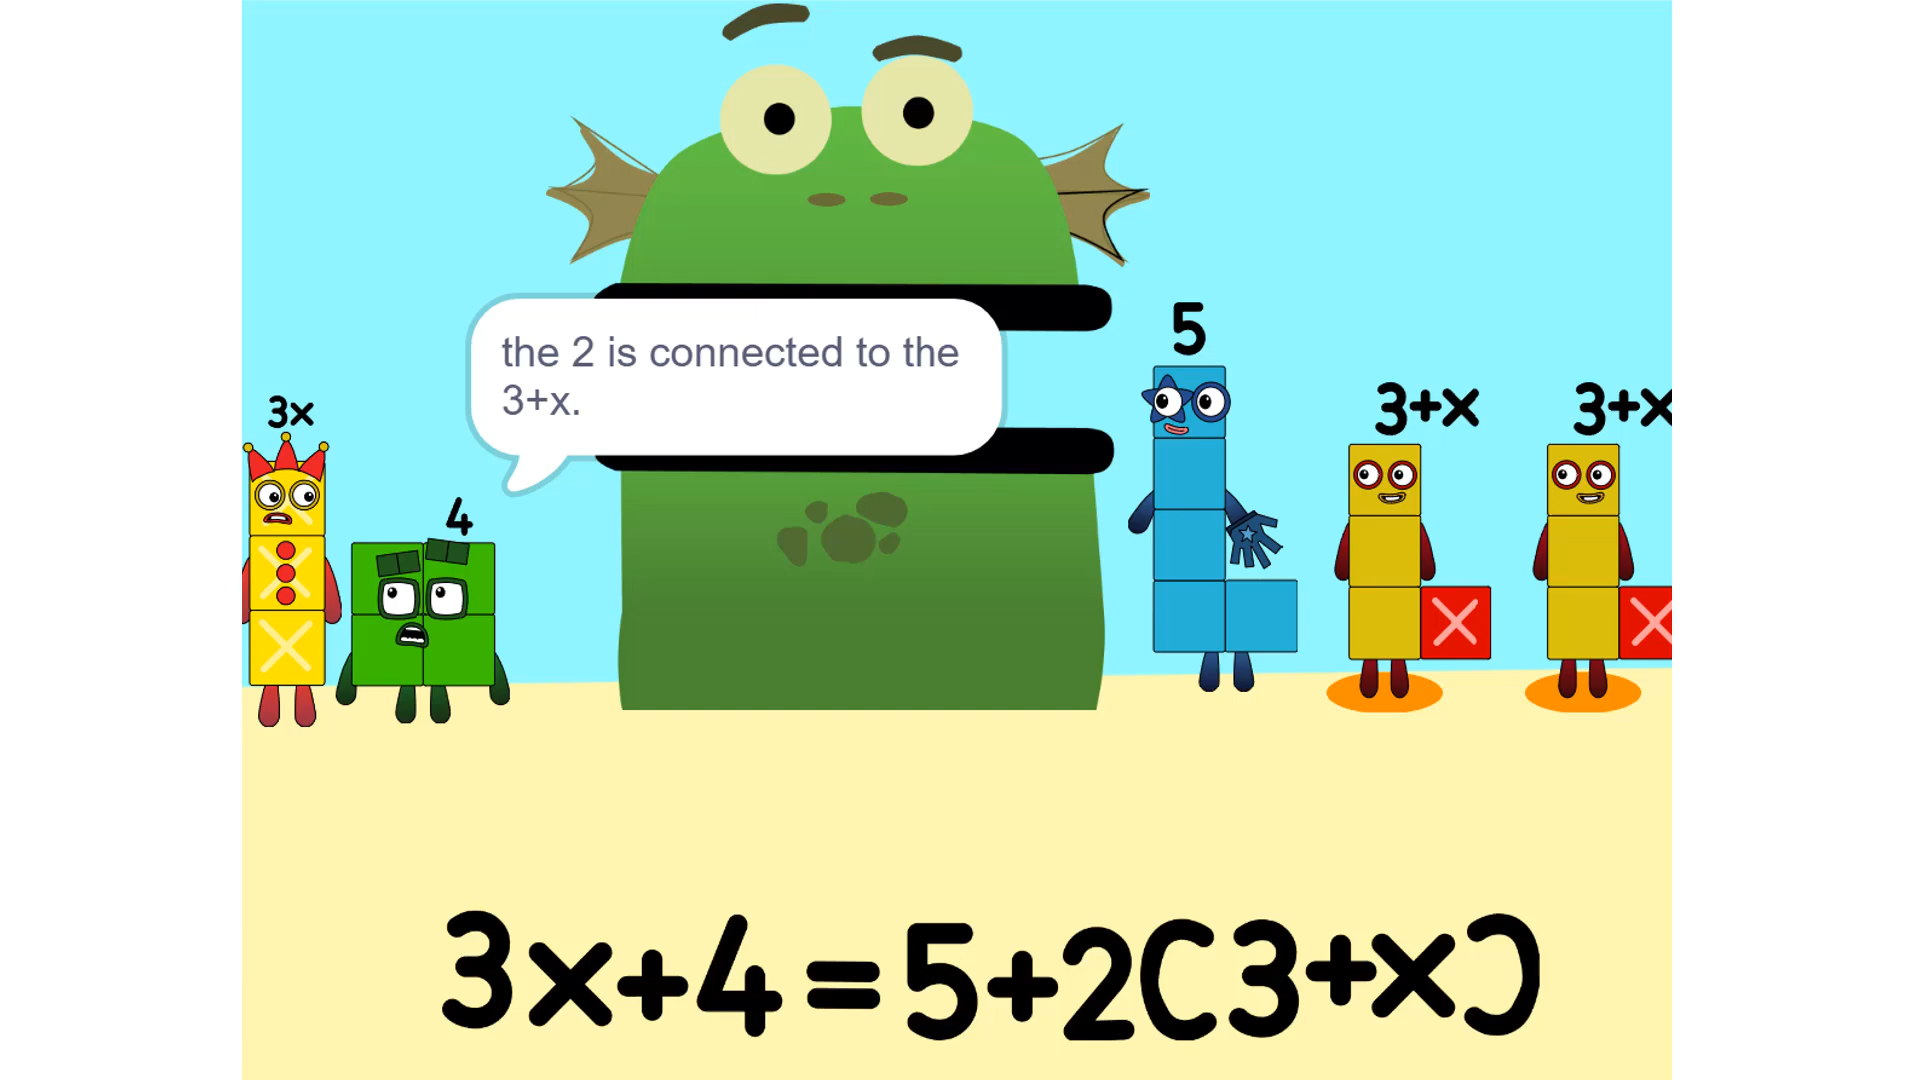 5
the 2 is connected to the
3+x.
3x
3+x
3+x
4
3x+4=5+2(3+x)